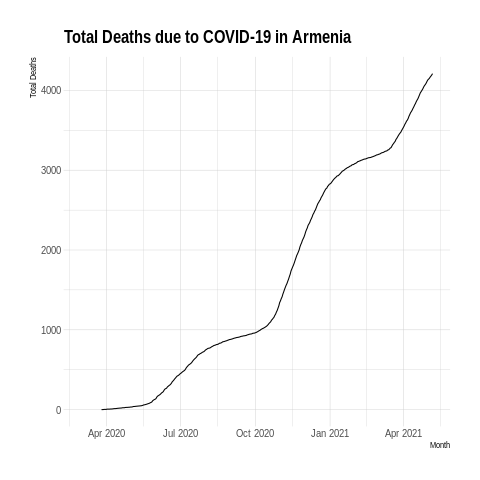 Total Deaths due to COVID-19 in Armenia
Total Deaths
4000
3000
2000
1000
0
Apr 2020 Jul 2020 Oct 2020 Jan 2021 Apr 2021
Month